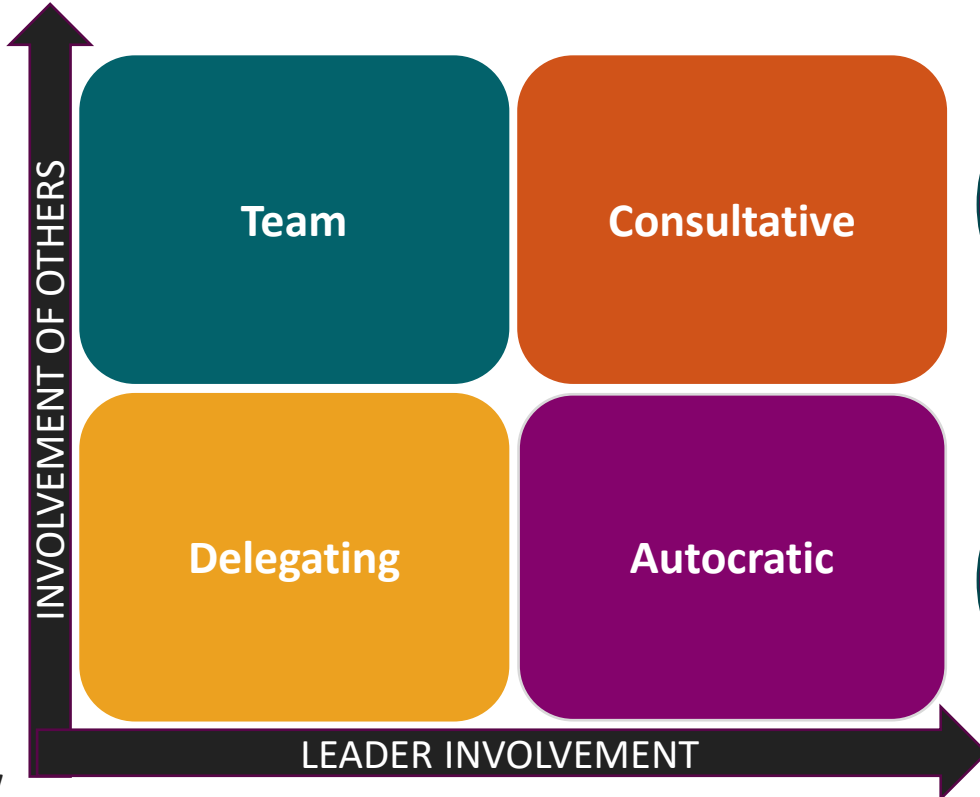 INVOLVEMENT OF OTHERS
Team
Consultative
Delegating
Autocratic
LEADER INVOLVEMENT